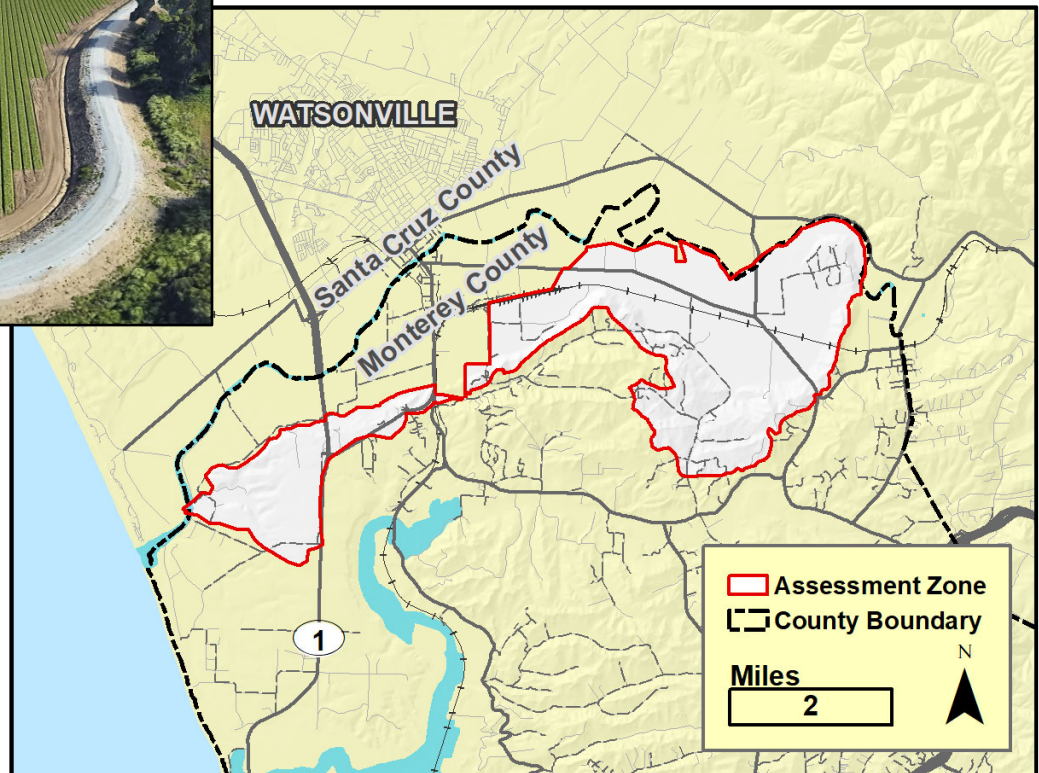 WATSONVILLE
Santa Cruz County
Monterey County
1
Assessment Zone
County Boundary
N
Miles
2